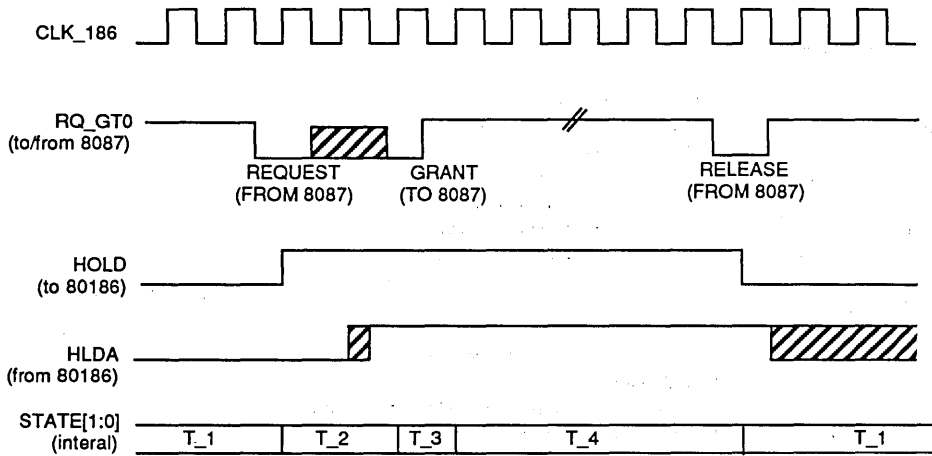 CLK_186
RQ_GT0
(to/from 8087)
REQUEST
(FROM 8087)
GRANT
(TO 8087)
RELEASE
(FROM 8087)
HOLD
(to 80186)
HLDA
(from 80186)
STATE[1:0]
(interal)
T_1
T_2
T_3
T_4
T_1